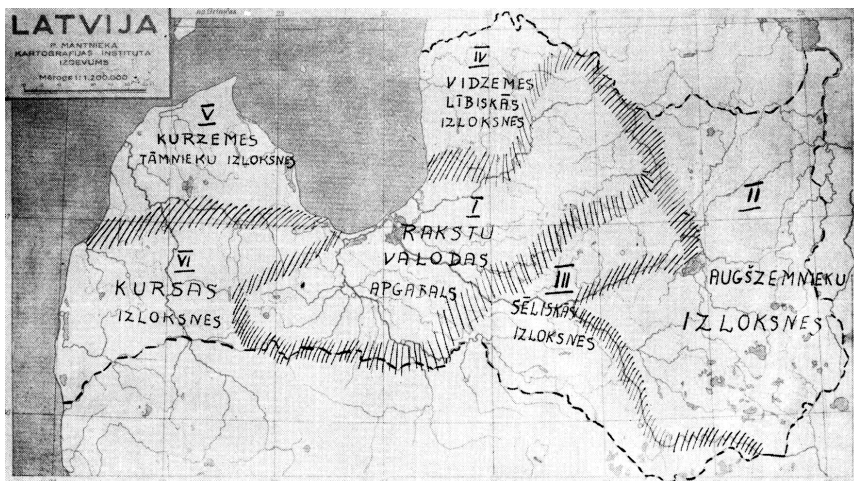 LATVIJA
P. MANTNIEKA
KARTOGRAFIJAS INSTITUTA
IZDEVUMS
Mērogs 1:1.200.000
IV
VIDZEMES
LĪBISKĀS
IZLOKSNES
V
KURZEMES
TĀMNIEKU IZLOKSNES
I
RAKSTU
VALODAS
APGABALS
II
AUGŠZEMNIEKU
IZLOKSNES
VI
KURSAS
IZLOKSNES
III
SĒLISKĀS
IZLOKSNES